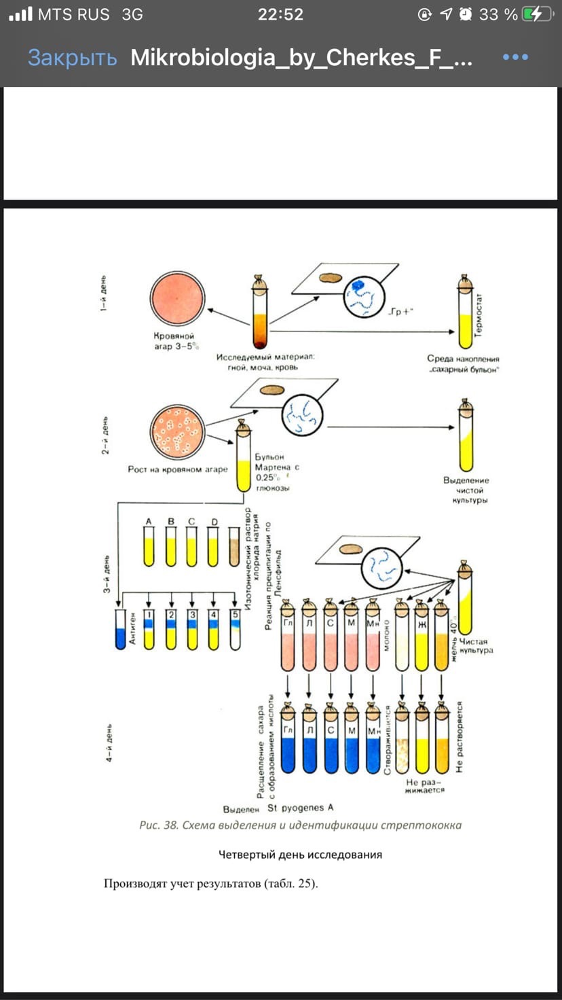 MTS RUS 3G 22:52 33 %
Закрыть Mikrobiologia_by_Cherkes_F_... •••
1-й день
Кровяной
агар 3-5%
Исследуемый материал:
гной, моча, кровь
„Гр+“
Термостат
Среда накопления
„сахарный бульон“
2-й день
Рост на кровяном агаре
Бульон
Мартена с
0.25%
глюкозы
Выделение
чистой
культуры
3-й день
A B C D
Изотонический раствор
хлорида натрия
Реакция преципитации по
Ленсфильд
Антиген
1 2 3 4 5
Гл Л С М Мн
молоко
Ж
желчь 40%
Чистая
культура
4-й день
Расщепление сахара
с образованием кислоты
Гл Л С М Мн
Створаживается
Не раз-
жижается
Не растворяется
Выделен St pyogenes A
Рис. 38. Схема выделения и идентификации стрептококка
Четвертый день исследования
Производят учет результатов (табл. 25).